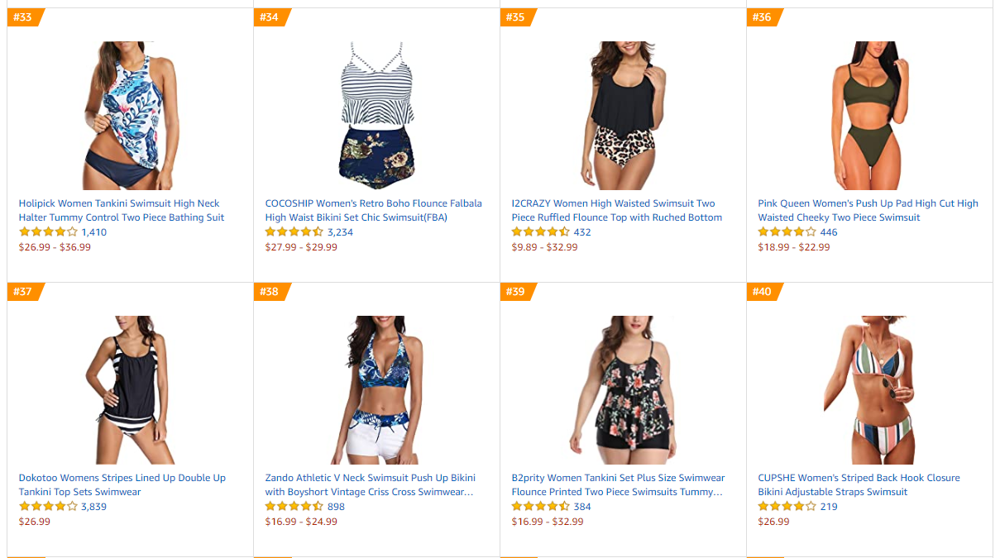 #33
#34
#35
#36
Holipick Women Tankini Swimsuit High Neck
Halter Tummy Control Two Piece Bathing Suit
1,410
$26.99 - $36.99
COCOSHIP Women's Retro Boho Flounce Falbala
High Waist Bikini Set Chic Swimsuit(FBA)
3,234
$27.99 - $29.99
I2CRAZY Women High Waisted Swimsuit Two
Piece Ruffled Flounce Top with Ruched Bottom
432
$9.89 - $32.99
Pink Queen Women's Push Up Pad High Cut High
Waisted Cheeky Two Piece Swimsuit
446
$18.99 - $22.99
#37
#38
#39
#40
Dokotoo Womens Stripes Lined Up Double Up
Tankini Top Sets Swimwear
3,839
$26.99
Zando Athletic V Neck Swimsuit Push Up Bikini
with Boyshort Vintage Criss Cross Swimwear…
898
$16.99 - $24.99
B2prity Women Tankini Set Plus Size Swimwear
Flounce Printed Two Piece Swimsuits Tummy…
384
$16.99 - $32.99
CUPSHE Women's Striped Back Hook Closure
Bikini Adjustable Straps Swimsuit
219
$26.99